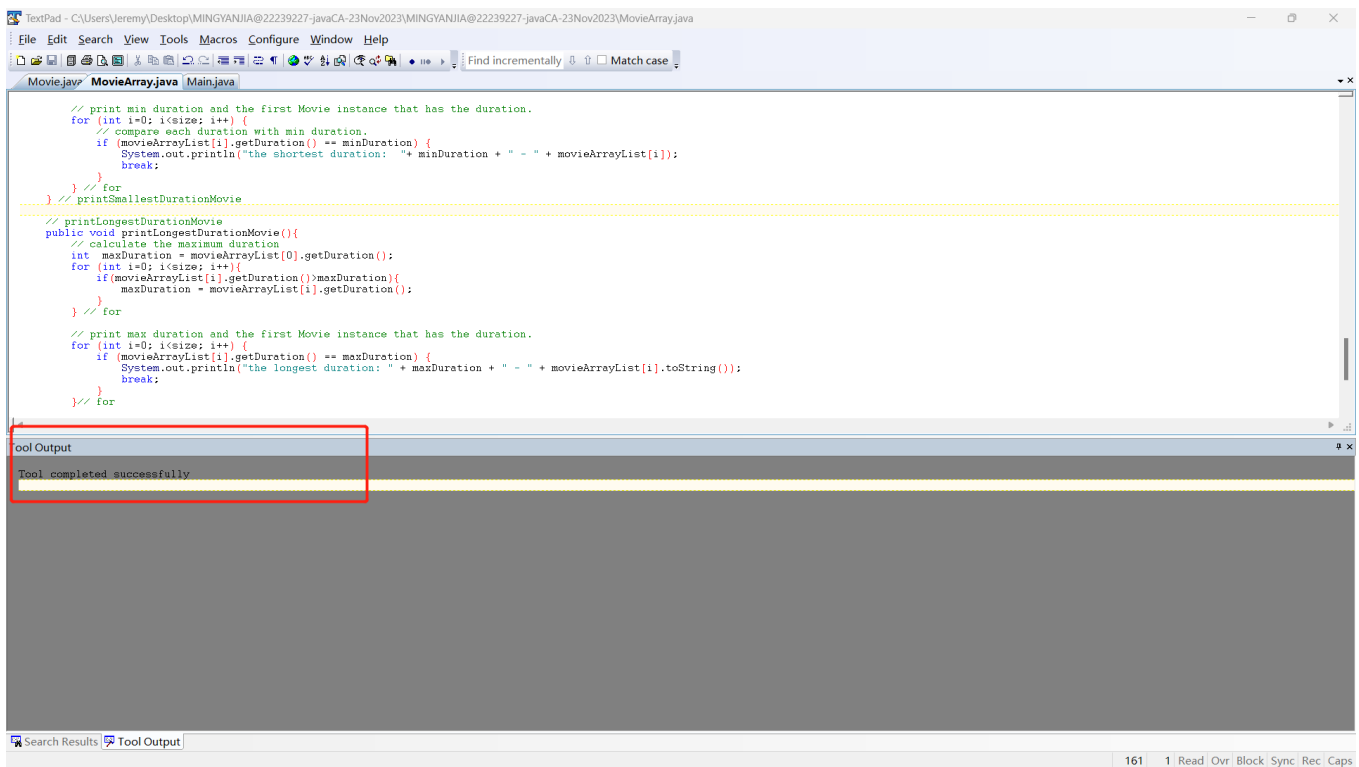 TextPad - C:\Users\Jeremy\Desktop\MINGYANJIA@22239227-javaCA-23Nov2023\MINGYANJIA@22239227-javaCA-23Nov2023\MovieArray.java
File Edit Search View Tools Macros Configure Window Help
Find incrementally Match case
Movie.java MovieArray.java Main.java
// print min duration and the first Movie instance that has the duration.
for (int i=0; i<size; i++) {
// compare each duration with min duration.
if (movieArrayList[i].getDuration() == minDuration) {
System.out.println("the shortest duration:  "+ minDuration + " - " + movieArrayList[i]);
break;
}
} // for
} // printSmallestDurationMovie
// printLongestDurationMovie
public void printLongestDurationMovie(){
// calculate the maximum duration
int  maxDuration = movieArrayList[0].getDuration();
for (int i=0; i<size; i++){
if(movieArrayList[i].getDuration()>maxDuration){
maxDuration = movieArrayList[i].getDuration();
}
} // for
// print max duration and the first Movie instance that has the duration.
for (int i=0; i<size; i++) {
if (movieArrayList[i].getDuration() == maxDuration) {
System.out.println("the longest duration: " + maxDuration + " - " + movieArrayList[i].toString());
break;
}
}// for
Tool Output
Tool completed successfully
Search Results Tool Output
161 1 Read Ovr Block Sync Rec Caps